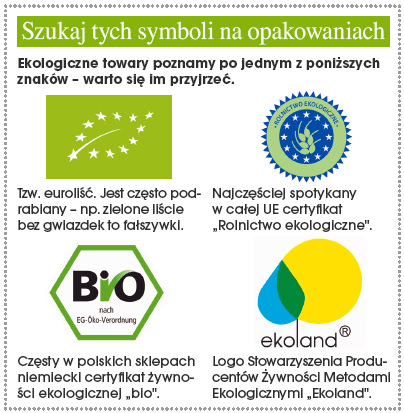 Szukaj tych symboli na opakowaniach
Ekologiczne towary poznamy po jednym z poniższych
znaków – warto się im przyjrzeć.
Tzw. euroliść. Jest często pod-
rabiany – np. zielone liście
bez gwiazdek to fałszywki.
ROLNICTWO EKOLOGICZNE
Najczęściej spotykany
w całej UE certyfikat
„Rolnictwo ekologiczne".
BiO
nach
EG-Öko-Verordnung
Częsty w polskich sklepach
niemiecki certyfikat żywno-
ści ekologicznej „bio".
ekoland®
Logo Stowarzyszenia Produ-
centów Żywności Metodami
Ekologicznymi „Ekoland".